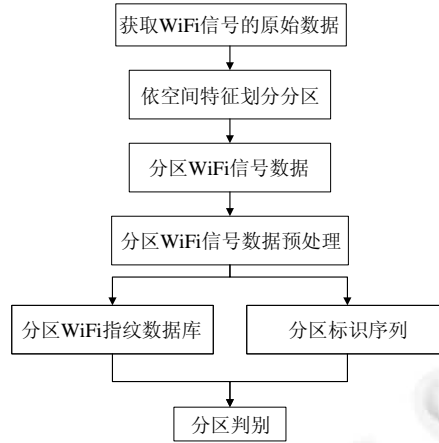 获取WiFi信号的原始数据
依空间特征划分分区
分区WiFi信号数据
分区WiFi信号数据预处理
分区WiFi指纹数据库
分区标识序列
分区判别